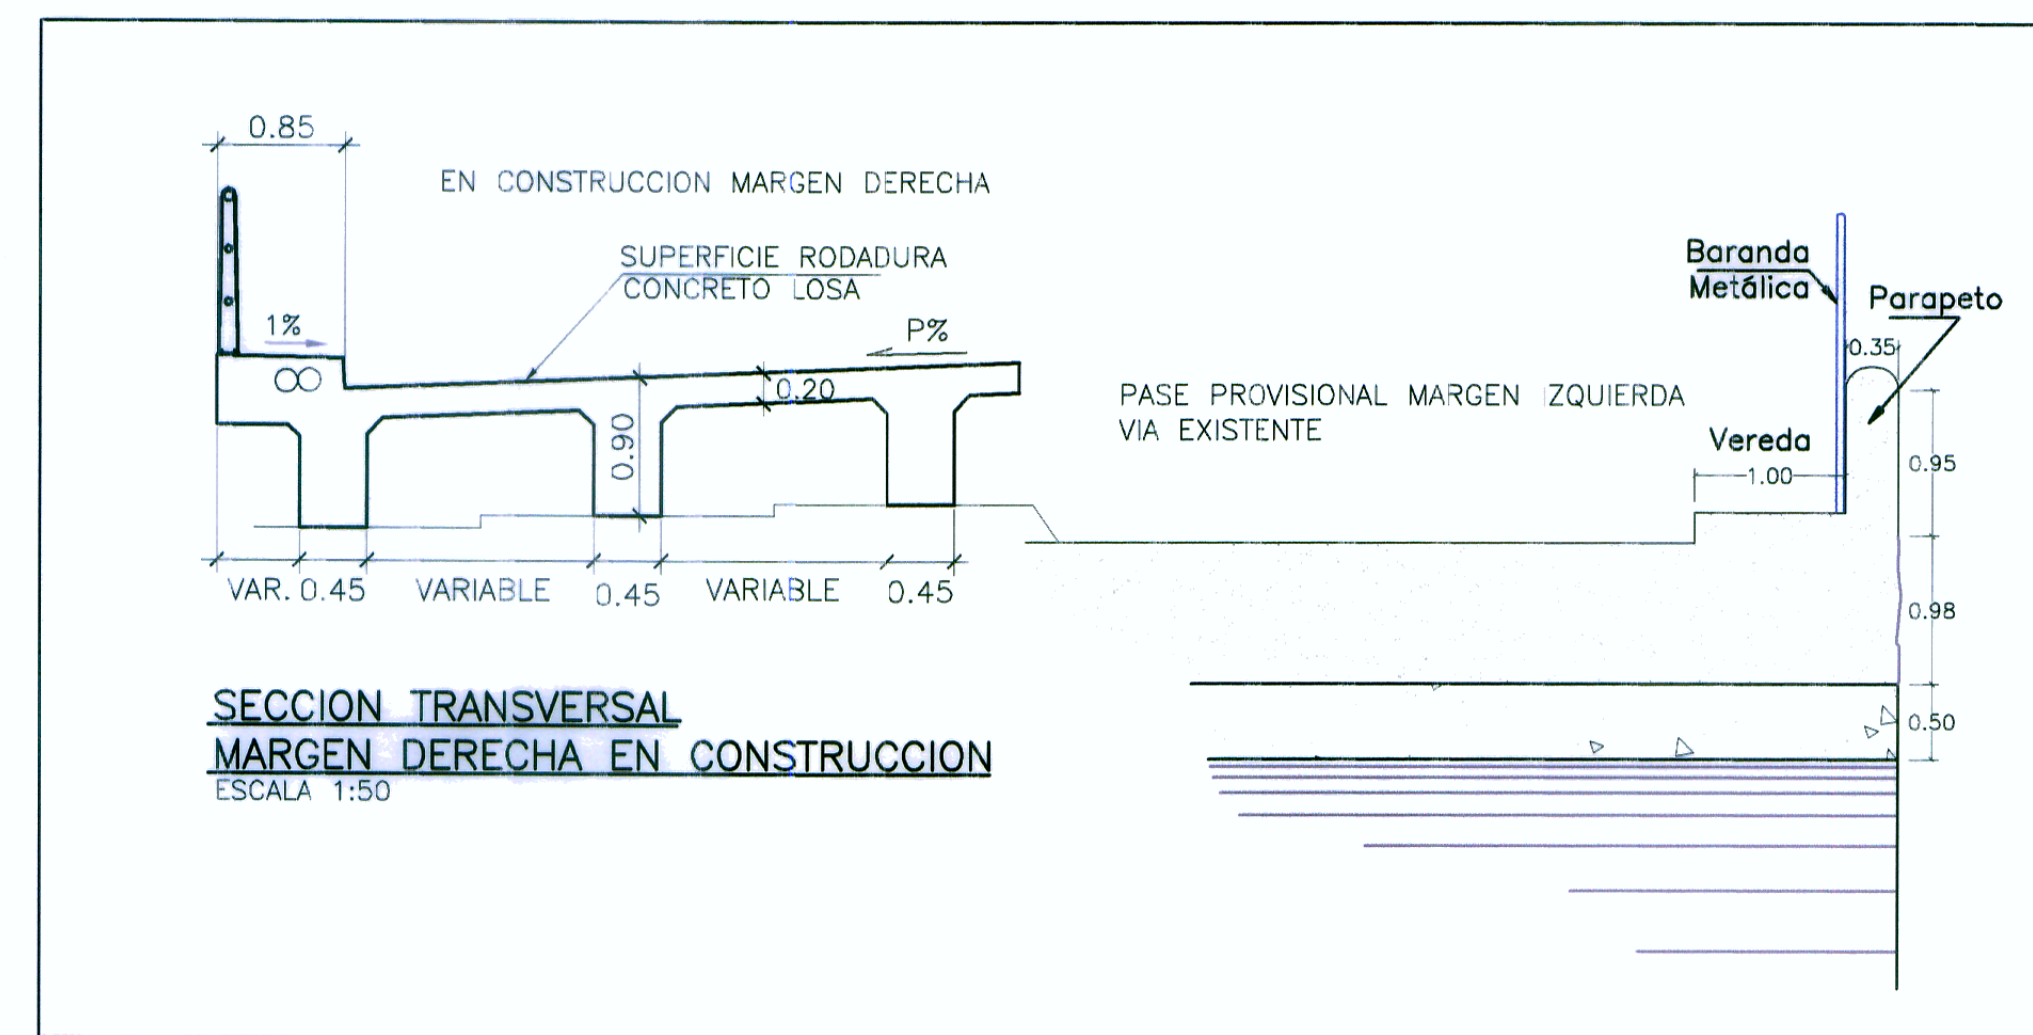 0.85
EN CONSTRUCCION MARGEN DERECHA
SUPERFICIE RODADURA
CONCRETO LOSA
1%
P%
0.20
0.90
VAR. 0.45 VARIABLE 0.45 VARIABLE 0.45
Baranda
Metálica
Parapeto
0.35
PASE PROVISIONAL MARGEN IZQUIERDA
VIA EXISTENTE
Vereda
1.00
0.95
0.98
0.50
SECCION TRANSVERSAL
MARGEN DERECHA EN CONSTRUCCION
ESCALA 1:50